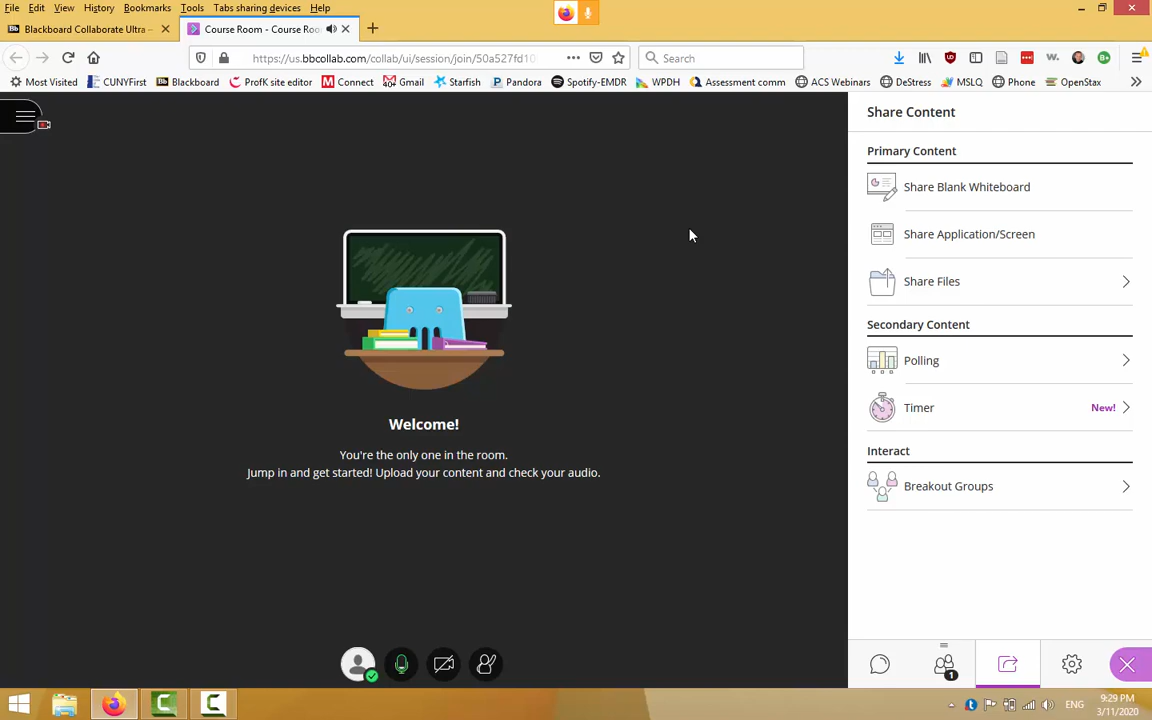 File Edit View History Bookmarks Tools Tabs sharing devices Help
Bb Blackboard Collaborate Ultra –
Course Room - Course Roo
https://us.bbcollab.com/collab/ui/session/join/50a527fd10
Search
Most Visited CUNYFirst Blackboard ProfK site editor Connect Gmail Starfish Pandora Spotify-EMDR WPDH Assessment comm ACS Webinars DeStress MSLQ Phone OpenStax
Share Content
Primary Content
Share Blank Whiteboard
Share Application/Screen
Share Files
Secondary Content
Polling
Timer New!
Interact
Breakout Groups
Welcome!
You're the only one in the room.
Jump in and get started! Upload your content and check your audio.
1
ENG
9:29 PM
3/11/2020